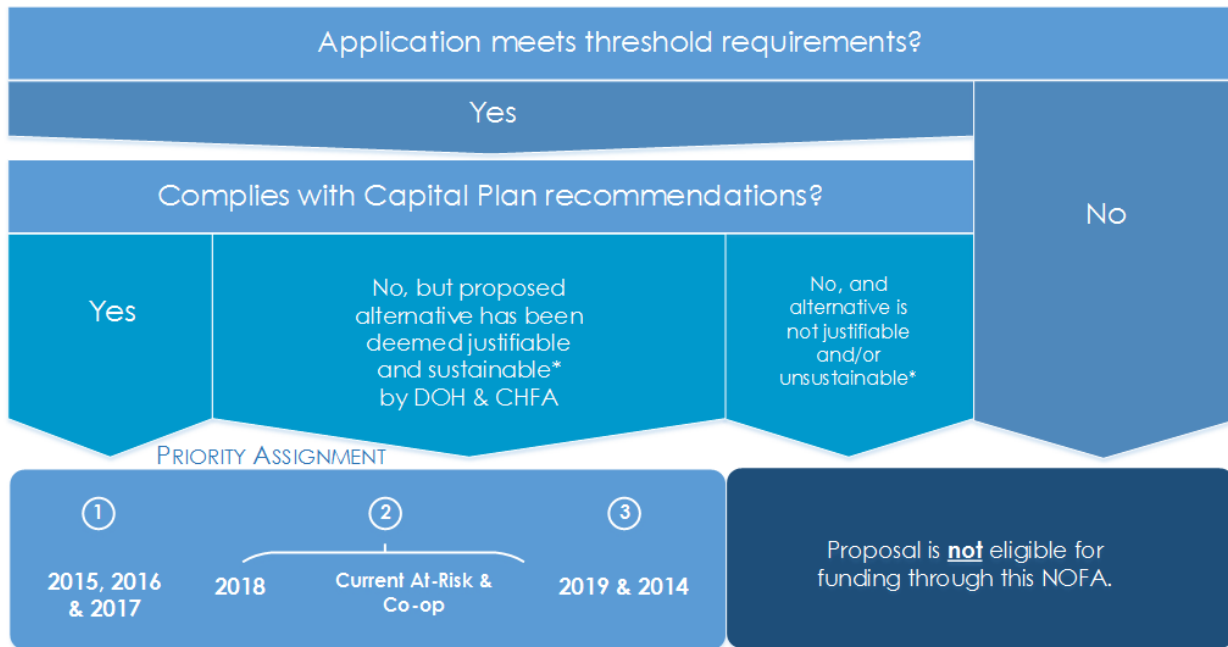 Application meets threshold requirements?
Yes
No
Complies with Capital Plan recommendations?
Yes
No, but proposed
alternative has been
deemed justifiable
and sustainable*
by DOH & CHFA
No, and
alternative is
not justifiable
and/or
unsustainable*
PRIORITY ASSIGNMENT
1
2015, 2016
& 2017
2
2018
Current At-Risk &
Co-op
3
2019 & 2014
Proposal is not eligible for
funding through this NOFA.